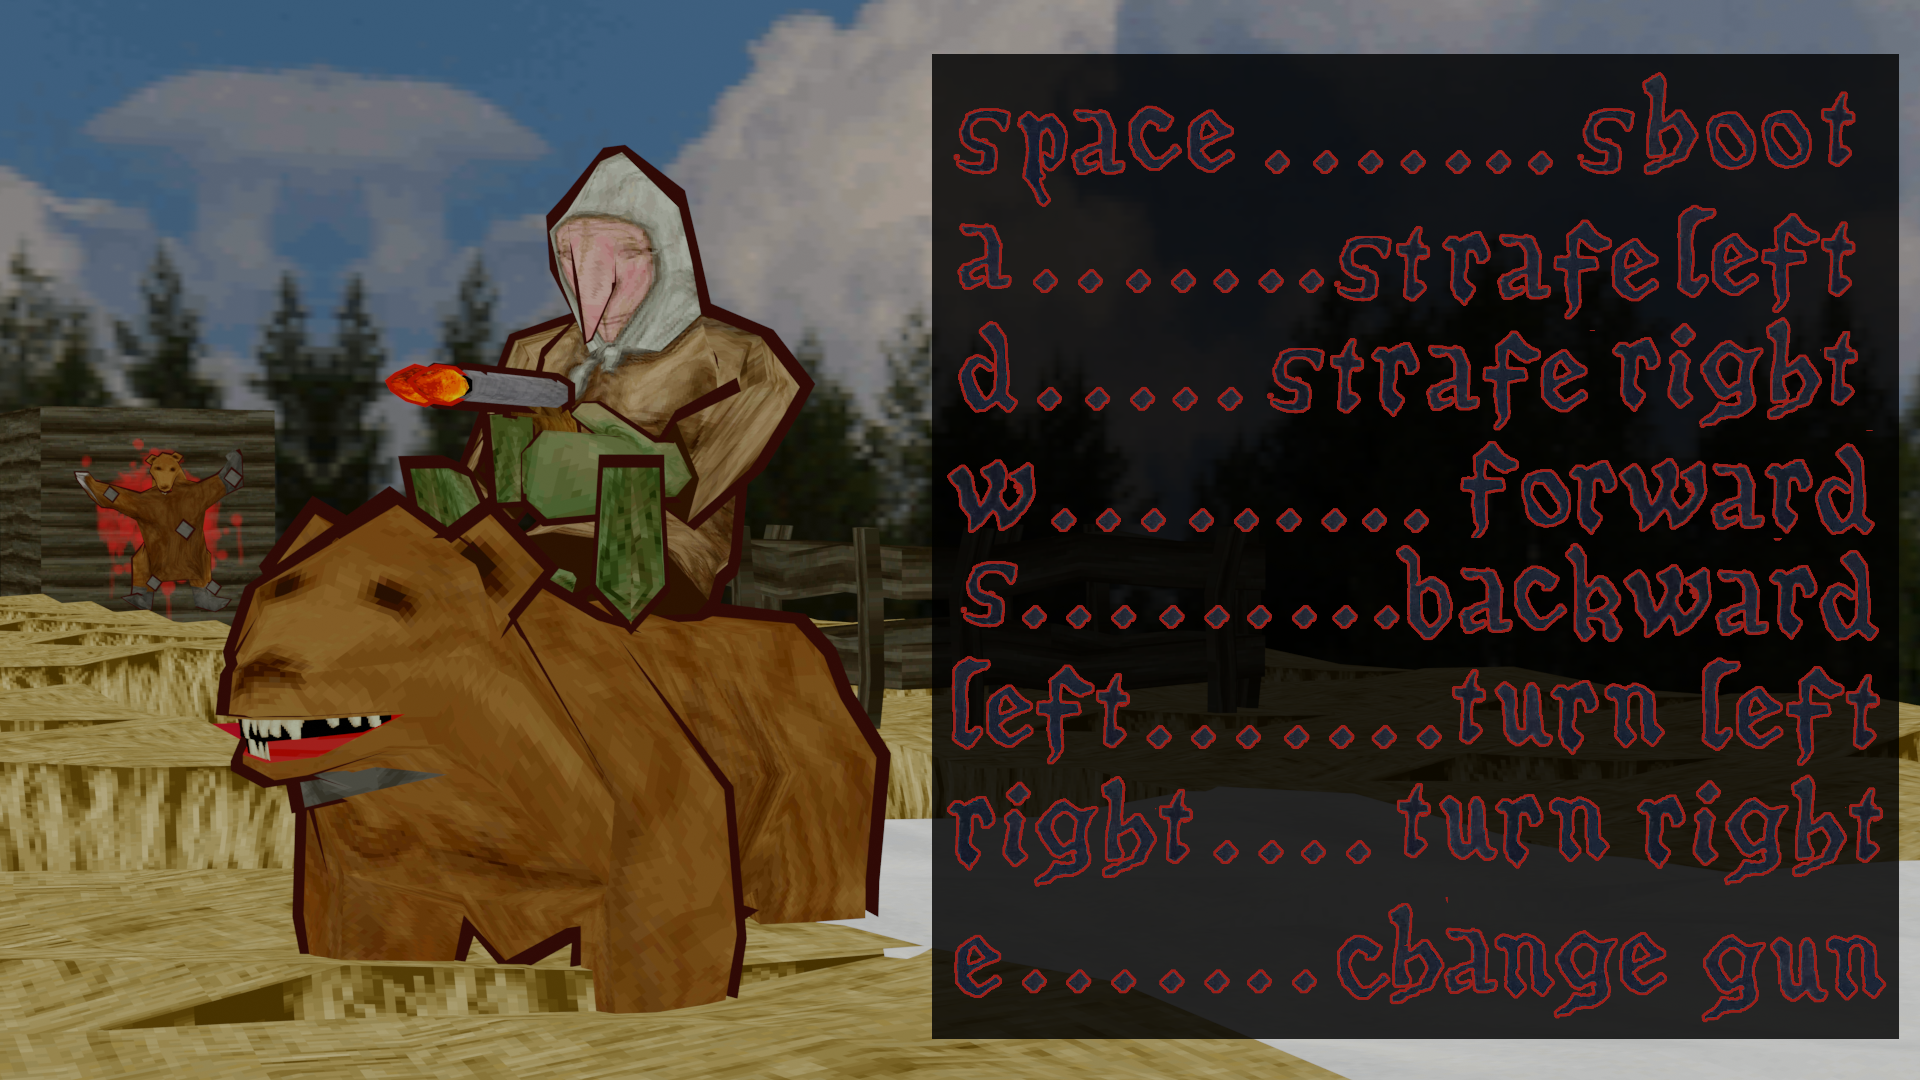 space.......shoot
a.......strafe left
d.....strafe right
w.........forward
s.........backward
left.......turn left
right....turn right
e.......change gun